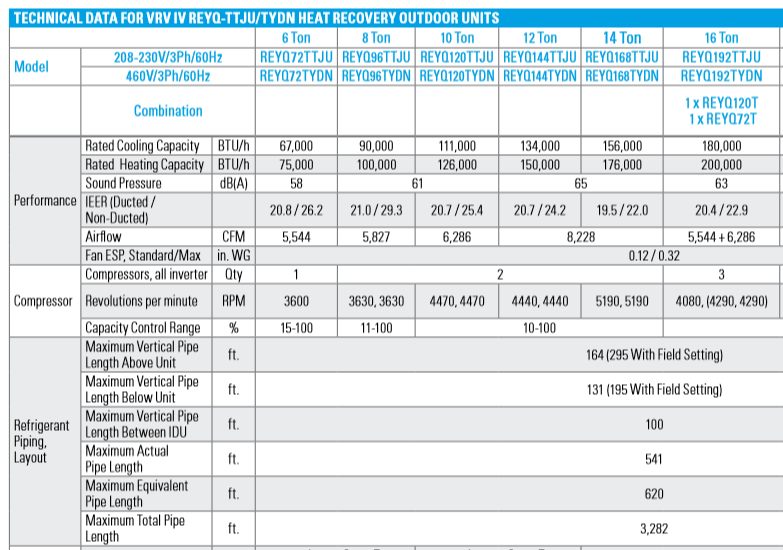 TECHNICAL DATA FOR VRV IV REYQ-TTJU/TYDN HEAT RECOVERY OUTDOOR UNITS
6 Ton 8 Ton 10 Ton 12 Ton 14 Ton 16 Ton
Model 208-230V/3Ph/60Hz REYQ72TTJU REYQ96TTJU REYQ120TTJU REYQ144TTJU REYQ168TTJU REYQ192TTJU
460V/3Ph/60Hz REYQ72TYDN REYQ96TYDN REYQ120TYDN REYQ144TYDN REYQ168TYDN REYQ192TYDN
Combination 1 x REYQ120T
1 x REYQ72T
Performance
Rated Cooling Capacity BTU/h 67,000 90,000 111,000 134,000 156,000 180,000
Rated Heating Capacity BTU/h 75,000 100,000 126,000 150,000 176,000 200,000
Sound Pressure dB(A) 58 61 65 63
IEER (Ducted /
Non-Ducted) 20.8 / 26.2 21.0 / 29.3 20.7 / 25.4 20.7 / 24.2 19.5 / 22.0 20.4 / 22.9
Airflow CFM 5,544 5,827 6,286 8,228 5,544 + 6,286
Fan ESP, Standard/Max in. WG 0.12 / 0.32
Compressor
Compressors, all inverter Qty 1 2 3
Revolutions per minute RPM 3600 3630, 3630 4470, 4470 4440, 4440 5190, 5190 4080, (4290, 4290)
Capacity Control Range % 15-100 11-100 10-100
Refrigerant
Piping,
Layout
Maximum Vertical Pipe
Length Above Unit ft. 164 (295 With Field Setting)
Maximum Vertical Pipe
Length Below Unit ft. 131 (195 With Field Setting)
Maximum Vertical Pipe
Length Between IDU ft. 100
Maximum Actual
Pipe Length ft. 541
Maximum Equivalent
Pipe Length ft. 620
Maximum Total Pipe
Length ft. 3,282